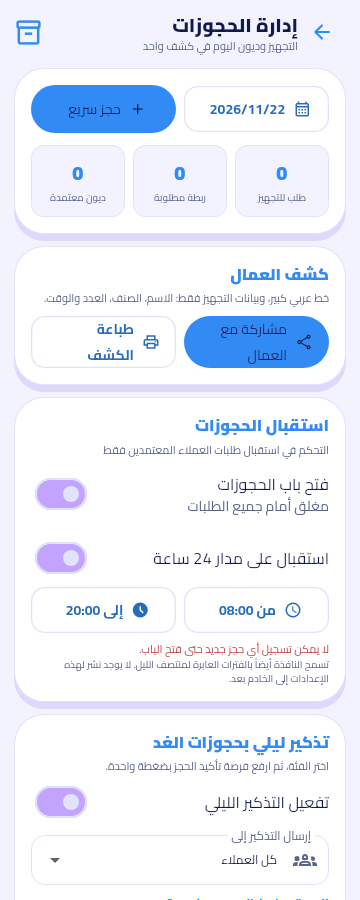 إدارة الحجوزات
التجهيز وديون اليوم في كشف واحد
2026/11/22
حجز سريع
0
طلب للتجهيز
0
ربطة مطلوبة
0
ديون معتمدة
كشف العمال
خط عربي كبير، وبيانات التجهيز فقط: الاسم، الصنف، العدد والوقت.
مشاركة مع
العمال
طباعة
الكشف
استقبال الحجوزات
التحكم في استقبال طلبات العملاء المعتمدين فقط
فتح باب الحجوزات
مغلق أمام جميع الطلبات
استقبال على مدار 24 ساعة
من 08:00
إلى 20:00
لا يمكن تسجيل أي حجز جديد حتى فتح الباب.
تسمح النافذة أيضاً بالفترات العابرة لمنتصف الليل. لا يوجد نشر لهذه
الإعدادات إلى الخادم بعد.
تذكير ليلي بحجوزات الغد
اختر الفئة، ثم ارفع فرصة تأكيد الحجز بضغطة واحدة.
تفعيل التذكير الليلي
إرسال التذكير إلى
كل العملاء